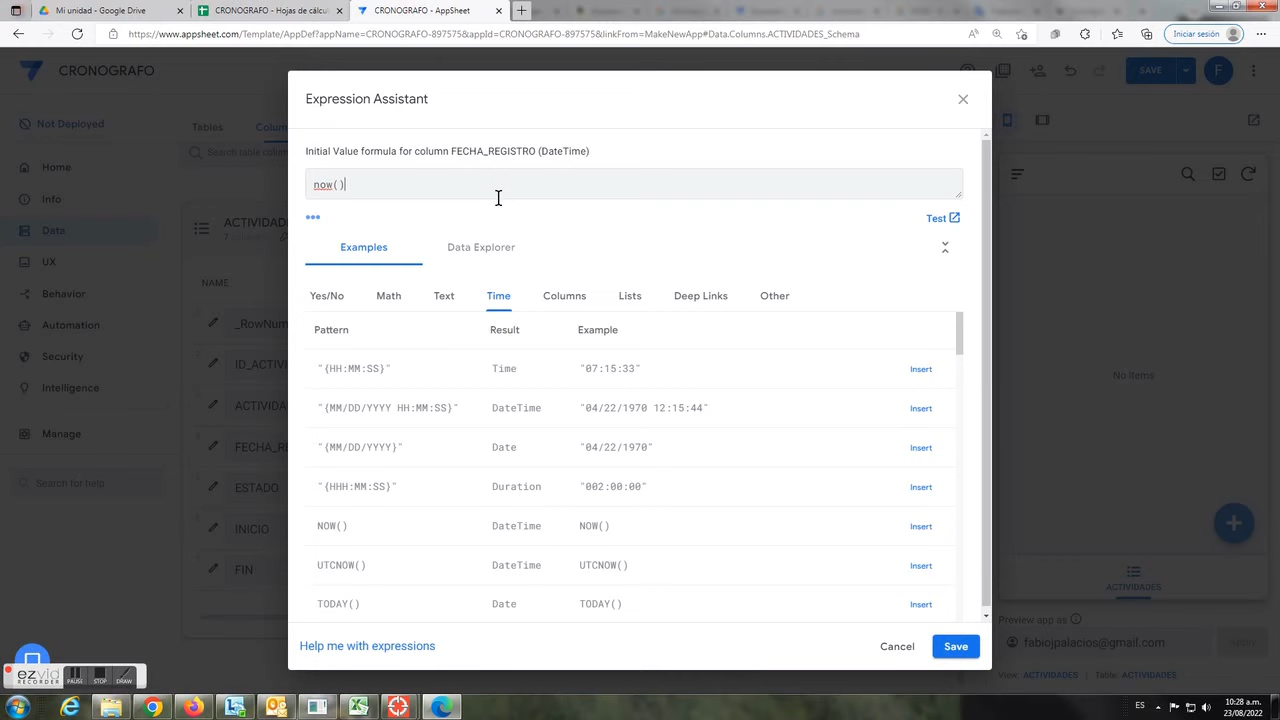 Mi unidad - Google Drive
CRONOGRAFO - Hojas de cálcu
CRONOGRAFO - AppSheet
https://www.appsheet.com/Template/AppDef?appName=CRONOGRAFO-897575&appId=CRONOGRAFO-897575&linkFrom=MakeNewApp#Data.Columns.ACTIVIDADES_Schema
Iniciar sesión
CRONOGRAFO
SAVE
F
Not Deployed
Home
Info
Data
UX
Behavior
Automation
Security
Intelligence
Manage
Search for help
Tables
Colum
Search table colum
ACTIVIDADE
NAME
_RowNum
ID_ACTIVI
ACTIVIDAD
FECHA_RE
ESTADO
INICIO
FIN
Expression Assistant
Initial Value formula for column FECHA_REGISTRO (DateTime)
now()
Test
Examples
Data Explorer
Yes/No
Math
Text
Time
Columns
Lists
Deep Links
Other
Pattern Result Example
"{HH:MM:SS}" Time "07:15:33" Insert
"{MM/DD/YYYY HH:MM:SS}" DateTime "04/22/1970 12:15:44" Insert
"{MM/DD/YYYY}" Date "04/22/1970" Insert
"{HHH:MM:SS}" Duration "002:00:00" Insert
NOW() DateTime NOW() Insert
UTCNOW() DateTime UTCNOW() Insert
TODAY() Date TODAY() Insert
Help me with expressions
Cancel
Save
No items
ACTIVIDADES
Preview app as
fabiojpalacios@gmail.com
View: ACTIVIDADES Table: ACTIVIDADES
ezvid
PAUSE STOP DRAW
ES
10:28 a.m.
23/08/2022